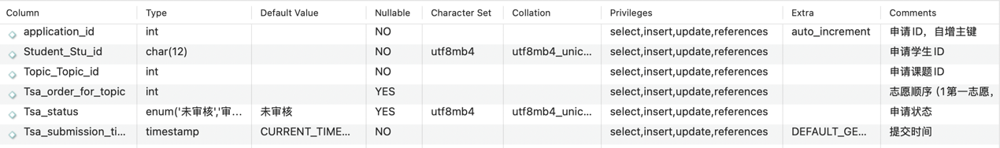 Column Type Default Value Nullable Character Set Collation Privileges Extra Comments
application_id int NO select,insert,update,references auto_increment 申请ID，自增主键
Student_Stu_id char(12) NO utf8mb4 utf8mb4_unic... select,insert,update,references 申请学生ID
Topic_Topic_id int NO select,insert,update,references 申请课题ID
Tsa_order_for_topic int YES select,insert,update,references 志愿顺序 (1第一志愿，
Tsa_status enum('未审核','审... 未审核 YES utf8mb4 utf8mb4_unic... select,insert,update,references 申请状态
Tsa_submission_ti... timestamp CURRENT_TIME... NO select,insert,update,references DEFAULT_GE... 提交时间